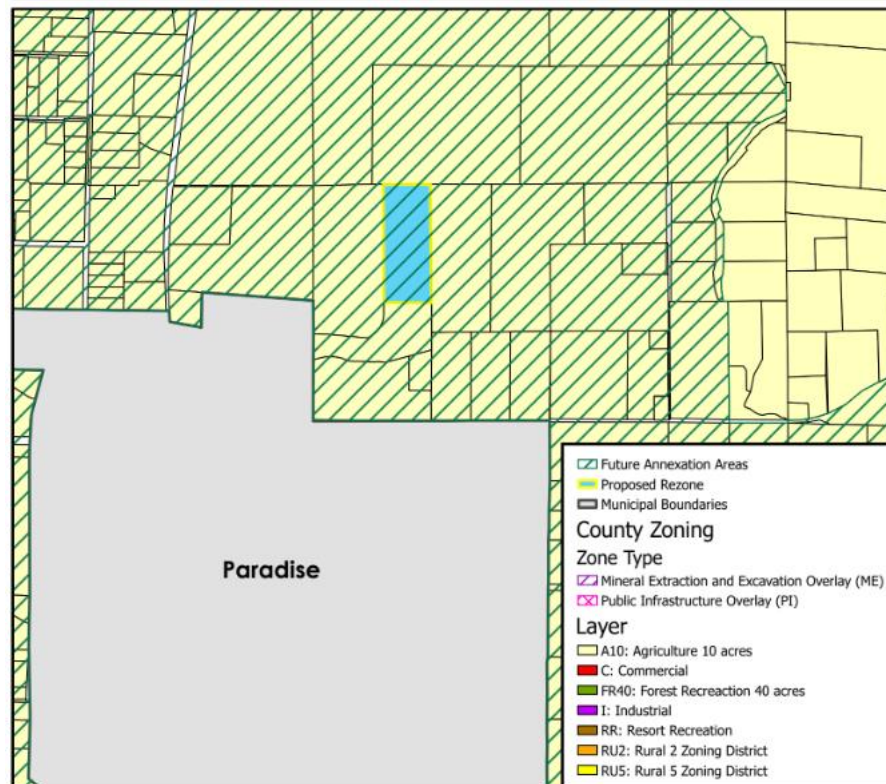 Paradise
Future Annexation Areas
Proposed Rezone
Municipal Boundaries
County Zoning
Zone Type
Mineral Extraction and Excavation Overlay (ME)
Public Infrastructure Overlay (PI)
Layer
A10: Agriculture 10 acres
C: Commercial
FR40: Forest Recreaction 40 acres
I: Industrial
RR: Resort Recreation
RU2: Rural 2 Zoning District
RU5: Rural 5 Zoning District